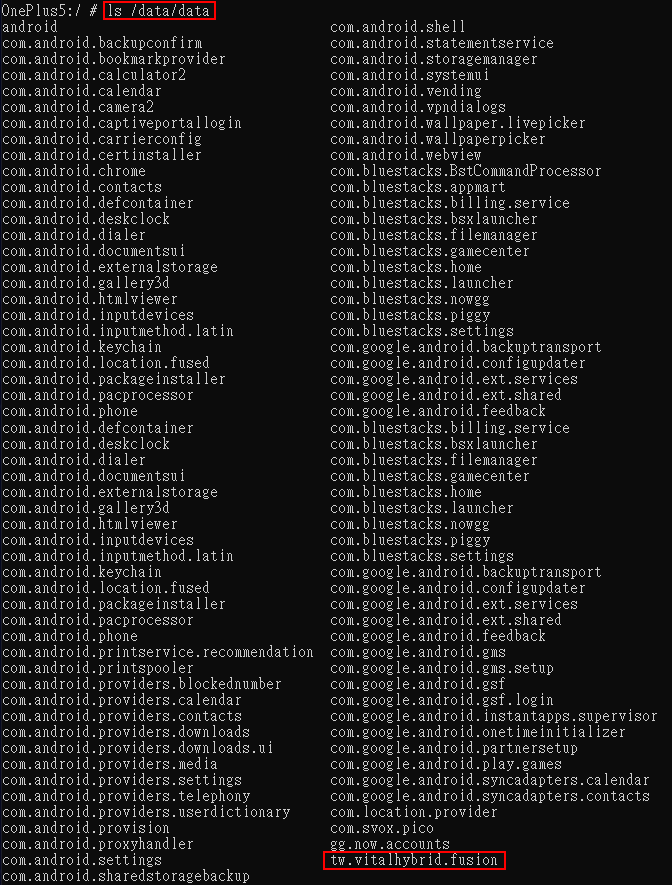 OnePlus5:/ # ls /data/data
android com.android.shell
com.android.backupconfirm com.android.statementservice
com.android.bookmarkprovider com.android.storagemanager
com.android.calculator2 com.android.systemui
com.android.calendar com.android.vending
com.android.camera2 com.android.vpndialogs
com.android.captiveportallogin com.android.wallpaper.livepicker
com.android.carrierconfig com.android.wallpaperpicker
com.android.certinstaller com.android.webview
com.android.chrome com.bluestacks.BstCommandProcessor
com.android.contacts com.bluestacks.appmart
com.android.defcontainer com.bluestacks.billing.service
com.android.deskclock com.bluestacks.bsxlauncher
com.android.dialer com.bluestacks.filemanager
com.android.documentsui com.bluestacks.gamecenter
com.android.externalstorage com.bluestacks.home
com.android.gallery3d com.bluestacks.launcher
com.android.htmlviewer com.bluestacks.nowgg
com.android.inputdevices com.bluestacks.piggy
com.android.inputmethod.latin com.bluestacks.settings
com.android.keychain com.google.android.backuptransport
com.android.location.fused com.google.android.configupdater
com.android.packageinstaller com.google.android.ext.services
com.android.pacprocessor com.google.android.ext.shared
com.android.phone com.google.android.feedback
com.android.defcontainer com.bluestacks.billing.service
com.android.deskclock com.bluestacks.bsxlauncher
com.android.dialer com.bluestacks.filemanager
com.android.documentsui com.bluestacks.gamecenter
com.android.externalstorage com.bluestacks.home
com.android.gallery3d com.bluestacks.launcher
com.android.htmlviewer com.bluestacks.nowgg
com.android.inputdevices com.bluestacks.piggy
com.android.inputmethod.latin com.bluestacks.settings
com.android.keychain com.google.android.backuptransport
com.android.location.fused com.google.android.configupdater
com.android.packageinstaller com.google.android.ext.services
com.android.pacprocessor com.google.android.ext.shared
com.android.phone com.google.android.feedback
com.android.printservice.recommendation com.google.android.gms
com.android.printspooler com.google.android.gms.setup
com.android.providers.blockednumber com.google.android.gsf
com.android.providers.calendar com.google.android.gsf.login
com.android.providers.contacts com.google.android.instantapps.supervisor
com.android.providers.downloads com.google.android.onetimeinitializer
com.android.providers.downloads.ui com.google.android.partnersetup
com.android.providers.media com.google.android.play.games
com.android.providers.settings com.google.android.syncadapters.calendar
com.android.providers.telephony com.google.android.syncadapters.contacts
com.android.providers.userdictionary com.location.provider
com.android.provision com.svox.pico
com.android.proxyhandler gg.now.accounts
com.android.settings tw.vitalhybrid.fusion
com.android.sharedstoragebackup